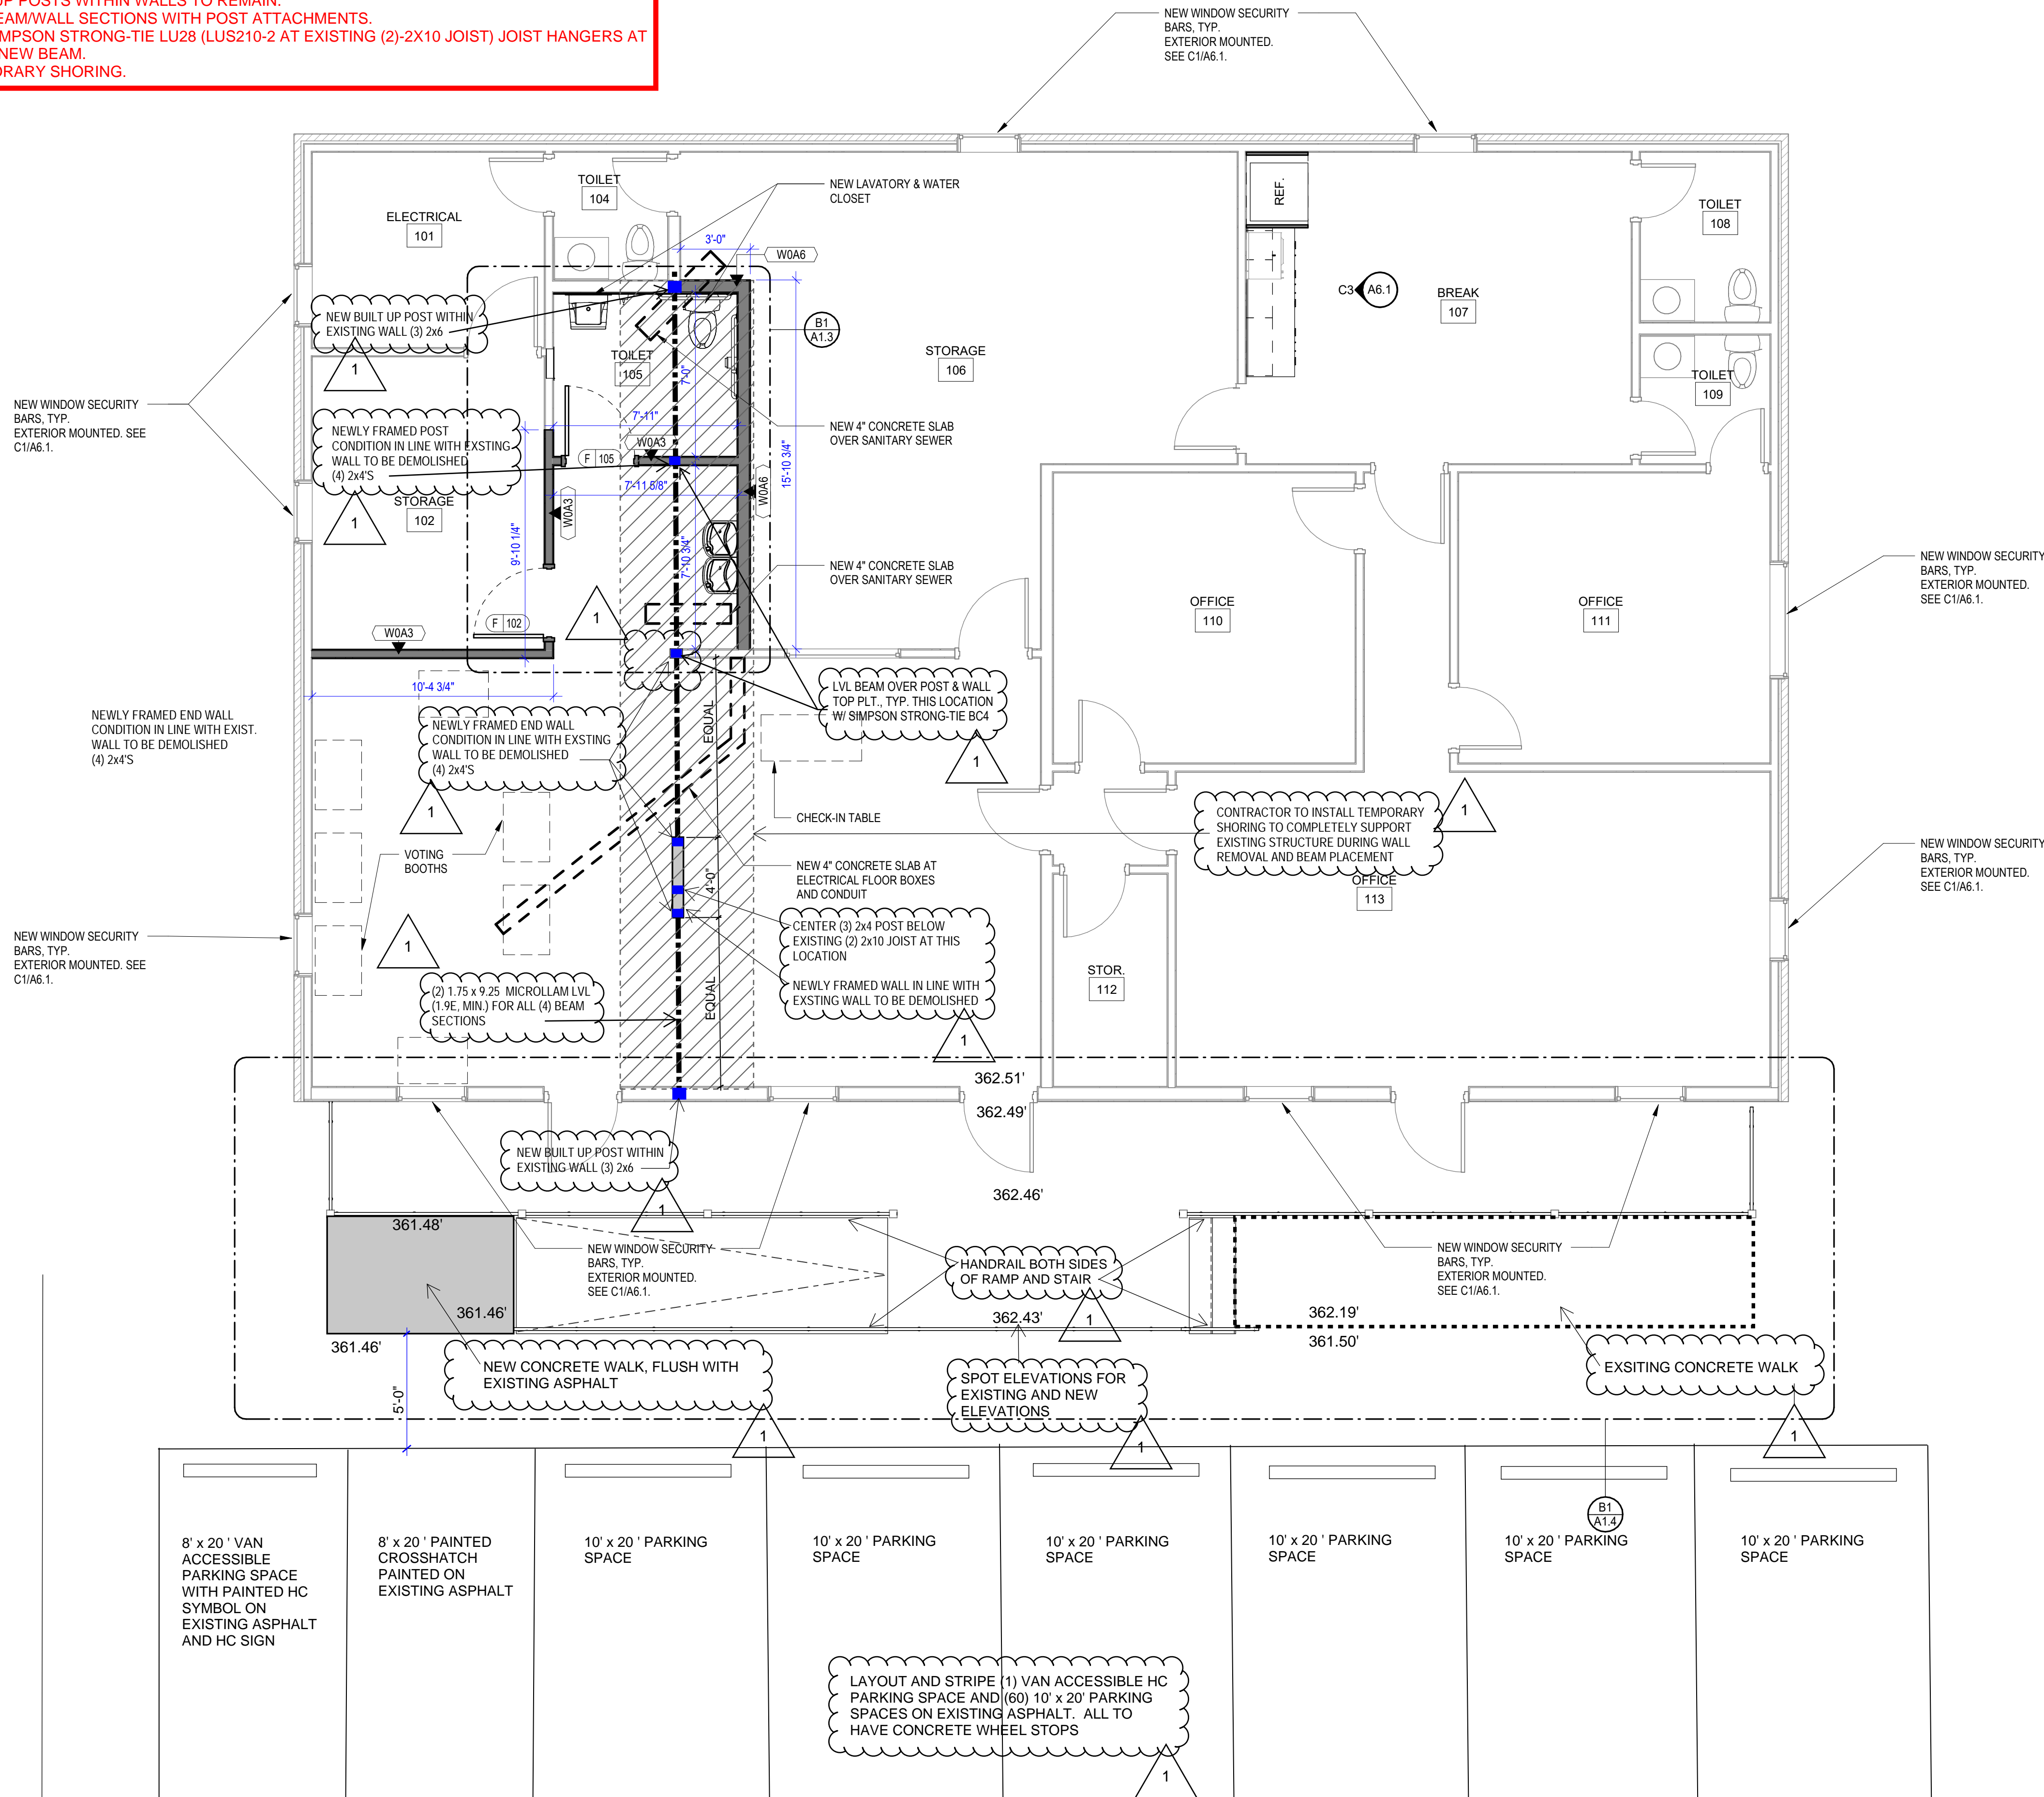 UP POSTS WITHIN WALLS TO REMAIN.
EAM/WALL SECTIONS WITH POST ATTACHMENTS.
MPSON STRONG-TIE LU28 (LUS210-2 AT EXISTING (2)-2X10 JOIST) JOIST HANGERS AT
NEW BEAM.
ORARY SHORING.
NEW WINDOW SECURITY
BARS, TYP.
EXTERIOR MOUNTED.
SEE C1/A6.1.
TOILET
104
NEW LAVATORY & WATER
CLOSET
ELECTRICAL
101
3'-0"
W0A6
REF.
TOILET
108
C3
A6.1
BREAK
107
NEW BUILT UP POST WITHIN
EXISTING WALL (3) 2x6
1
B1
A1.3
TOILET
105
7'-0"
STORAGE
106
TOILET
109
NEW WINDOW SECURITY
BARS, TYP.
EXTERIOR MOUNTED. SEE
C1/A6.1.
NEWLY FRAMED POST
CONDITION IN LINE WITH EXSTING
WALL TO BE DEMOLISHED
(4) 2x4'S
1
7'-11"
W0A3
F 105
7'-11 5/8"
NEW 4" CONCRETE SLAB
OVER SANITARY SEWER
15'-10 3/4"
W0A6
STORAGE
102
W0A3
9'-10 1/4"
7'-10 3/4"
NEW 4" CONCRETE SLAB
OVER SANITARY SEWER
NEW WINDOW SECURITY
BARS, TYP.
EXTERIOR MOUNTED.
SEE C1/A6.1.
OFFICE
110
OFFICE
111
F 102
1
W0A3
10'-4 3/4"
LVL BEAM OVER POST & WALL
TOP PLT., TYP. THIS LOCATION
W/ SIMPSON STRONG-TIE BC4
1
NEWLY FRAMED END WALL
CONDITION IN LINE WITH EXIST.
WALL TO BE DEMOLISHED
(4) 2x4'S
NEWLY FRAMED END WALL
CONDITION IN LINE WITH EXSTING
WALL TO BE DEMOLISHED
(4) 2x4'S
1
EQUAL
CHECK-IN TABLE
CONTRACTOR TO INSTALL TEMPORARY
SHORING TO COMPLETELY SUPPORT
EXISTING STRUCTURE DURING WALL
REMOVAL AND BEAM PLACEMENT
1
VOTING
BOOTHS
NEW 4" CONCRETE SLAB AT
ELECTRICAL FLOOR BOXES
AND CONDUIT
4'-0"
NEW WINDOW SECURITY
BARS, TYP.
EXTERIOR MOUNTED.
SEE C1/A6.1.
OFFICE
113
CENTER (3) 2x4 POST BELOW
EXISTING (2) 2x10 JOIST AT THIS
LOCATION
NEWLY FRAMED WALL IN LINE WITH
EXSTING WALL TO BE DEMOLISHED
1
NEW WINDOW SECURITY
BARS, TYP.
EXTERIOR MOUNTED. SEE
C1/A6.1.
1
STOR.
112
(2) 1.75 x 9.25 MICROLLAM LVL
(1.9E, MIN.) FOR ALL (4) BEAM
SECTIONS
EQUAL
362.51'
362.49'
NEW BUILT UP POST WITHIN
EXISTING WALL (3) 2x6
1
362.46'
361.48'
NEW WINDOW SECURITY
BARS, TYP.
EXTERIOR MOUNTED.
SEE C1/A6.1.
HANDRAIL BOTH SIDES
OF RAMP AND STAIR
1
NEW WINDOW SECURITY
BARS, TYP.
EXTERIOR MOUNTED.
SEE C1/A6.1.
361.46'
362.43'
362.19'
361.46'
361.50'
5'-0"
NEW CONCRETE WALK, FLUSH WITH
EXISTING ASPHALT
1
SPOT ELEVATIONS FOR
EXISTING AND NEW
ELEVATIONS
1
EXSITING CONCRETE WALK
1
B1
A1.4
8' x 20 ' VAN
ACCESSIBLE
PARKING SPACE
WITH PAINTED HC
SYMBOL ON
EXISTING ASPHALT
AND HC SIGN
8' x 20 ' PAINTED
CROSSHATCH
PAINTED ON
EXISTING ASPHALT
10' x 20 ' PARKING
SPACE
10' x 20 ' PARKING
SPACE
10' x 20 ' PARKING
SPACE
10' x 20 ' PARKING
SPACE
10' x 20 ' PARKING
SPACE
10' x 20 ' PARKING
SPACE
LAYOUT AND STRIPE (1) VAN ACCESSIBLE HC
PARKING SPACE AND (60) 10' x 20' PARKING
SPACES ON EXISTING ASPHALT. ALL TO
HAVE CONCRETE WHEEL STOPS
1